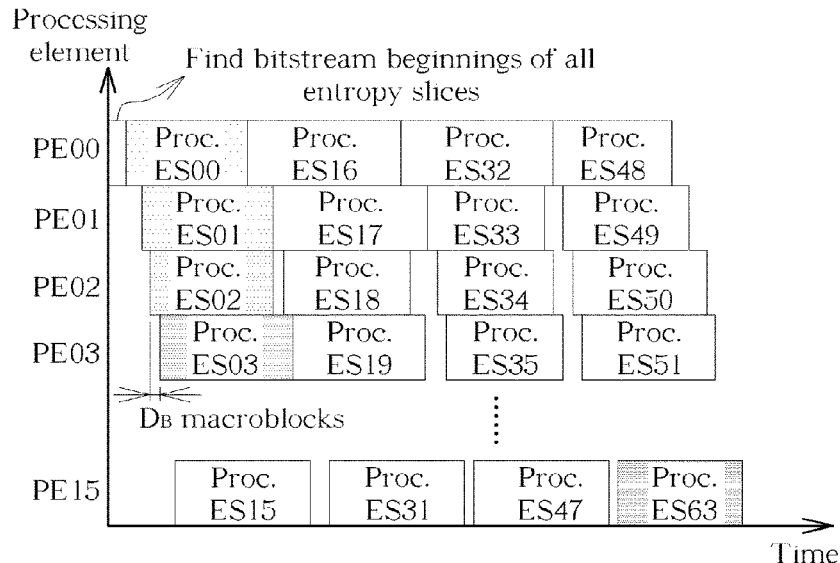 Processing
element
Find bitstream beginnings of all
entropy slices
PE00
Proc.
ES00
Proc.
ES16
Proc.
ES32
Proc.
ES48
PE01
Proc.
ES01
Proc.
ES17
Proc.
ES33
Proc.
ES49
PE02
Proc.
ES02
Proc.
ES18
Proc.
ES34
Proc.
ES50
PE03
Proc.
ES03
Proc.
ES19
Proc.
ES35
Proc.
ES51
DB macroblocks
PE15
Proc.
ES15
Proc.
ES31
Proc.
ES47
Proc.
ES63
Time